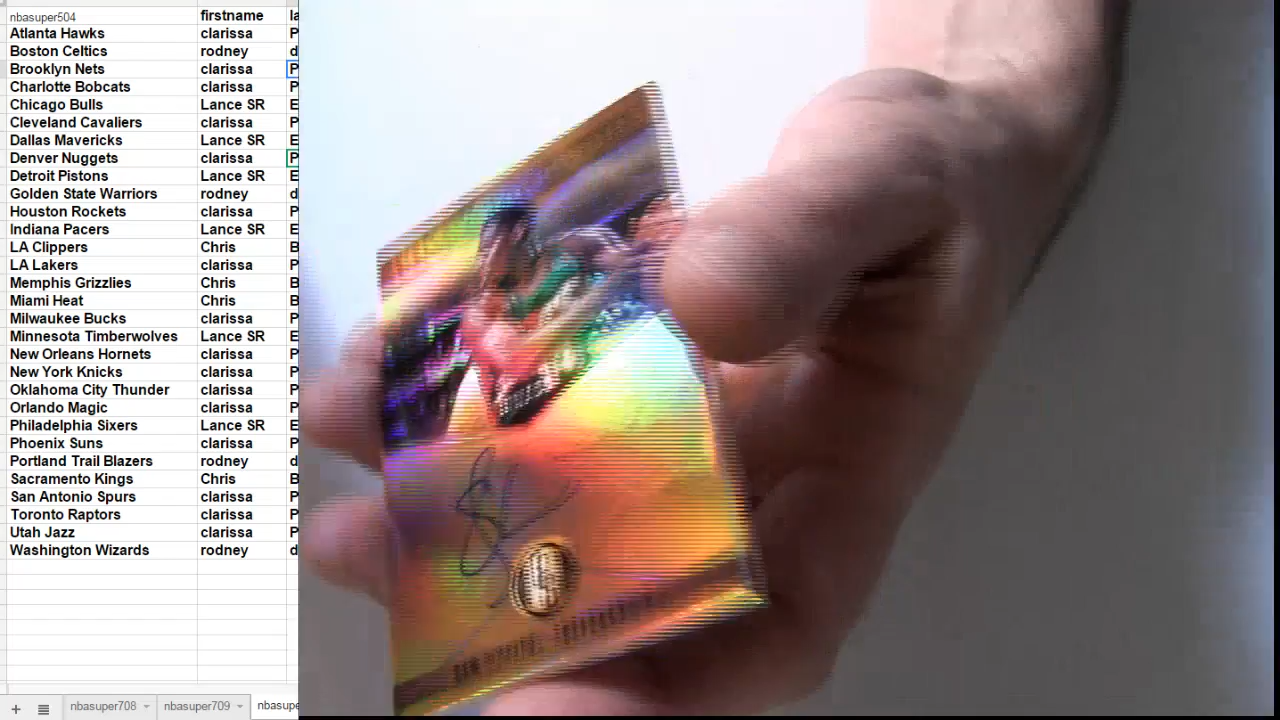 nbasuper504 firstname la
Atlanta Hawks clarissa P
Boston Celtics rodney d
Brooklyn Nets clarissa P
Charlotte Bobcats clarissa P
Chicago Bulls Lance SR E
Cleveland Cavaliers clarissa P
Dallas Mavericks Lance SR E
Denver Nuggets clarissa P
Detroit Pistons Lance SR E
Golden State Warriors rodney d
Houston Rockets clarissa P
Indiana Pacers Lance SR E
LA Clippers Chris B
LA Lakers clarissa P
Memphis Grizzlies Chris B
Miami Heat Chris B
Milwaukee Bucks clarissa P
Minnesota Timberwolves Lance SR E
New Orleans Hornets clarissa P
New York Knicks clarissa P
Oklahoma City Thunder clarissa P
Orlando Magic clarissa P
Philadelphia Sixers Lance SR E
Phoenix Suns clarissa P
Portland Trail Blazers rodney d
Sacramento Kings Chris B
San Antonio Spurs clarissa P
Toronto Raptors clarissa P
Utah Jazz clarissa P
Washington Wizards rodney d
nbasuper708 nbasuper709 nbasupe